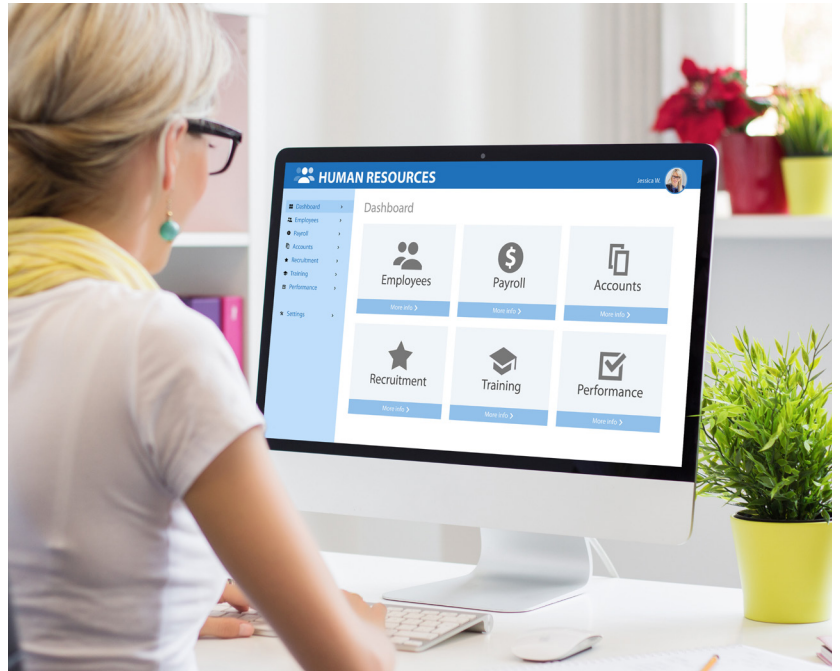 HUMAN RESOURCES
Jessica W.
Dashboard
Employees
Payroll
Accounts
Recruitment
Training
Performance
Settings
Dashboard
Employees
More info
Payroll
More info
Accounts
More info
Recruitment
More info
Training
More info
Performance
More info